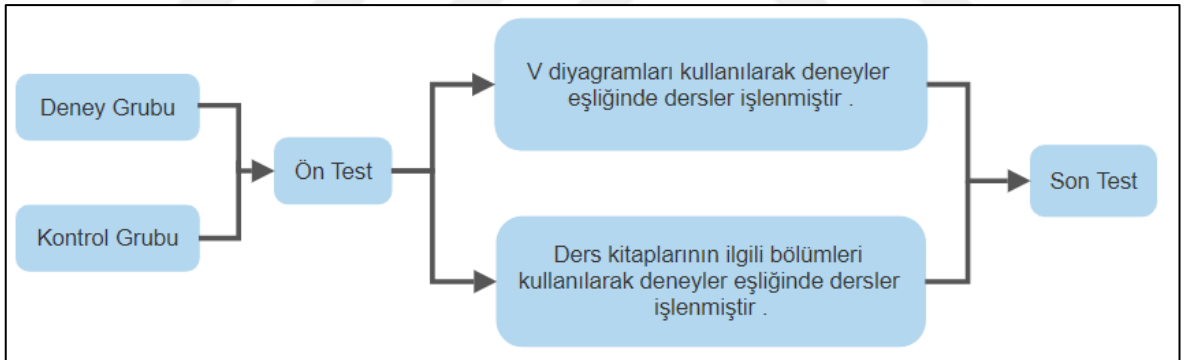 Deney Grubu
Kontrol Grubu
Ön Test
V diyagramları kullanılarak deneyler
eşliğinde dersler işlenmiştir .
Ders kitaplarının ilgili bölümleri
kullanılarak deneyler eşliğinde dersler
işlenmiştir .
Son Test